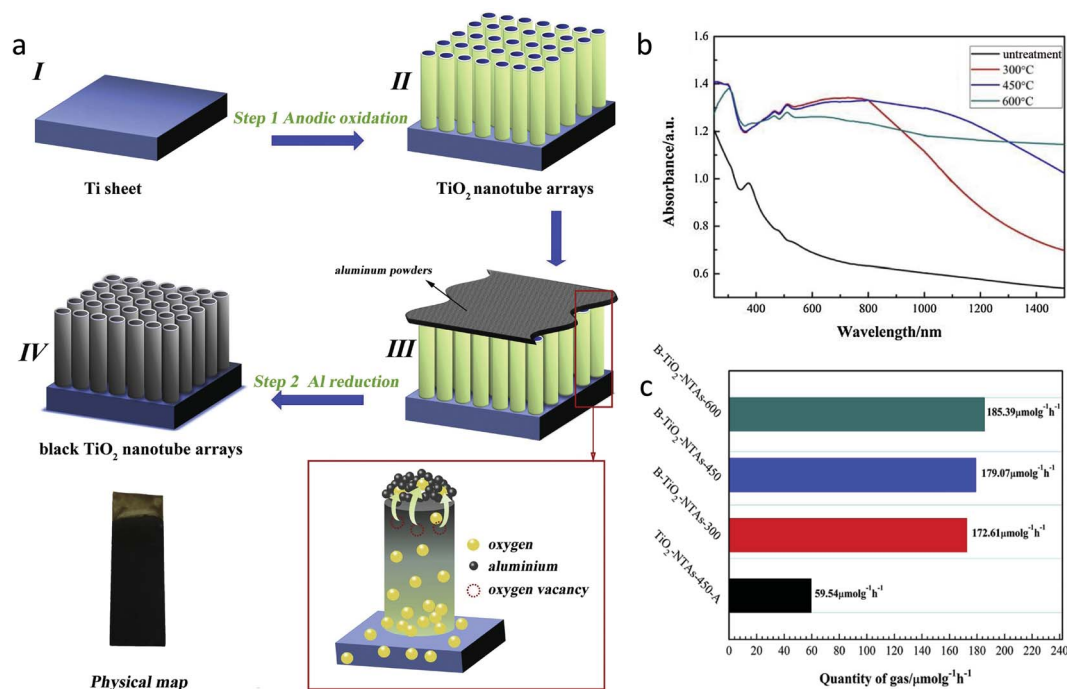 a
I
Ti sheet
Step 1 Anodic oxidation
II
TiO₂ nanotube arrays
aluminum powders
III
Step 2 Al reduction
IV
black TiO₂ nanotube arrays
Physical map
oxygen
aluminium
oxygen vacancy
b
1.6
1.4
1.2
1.0
0.8
0.6
Absorbance/a.u.
untreatment
300°C
450°C
600°C
400 600 800 1000 1200 1400
Wavelength/nm
c
B-TiO₂-NTAs-600
185.39μmolg⁻¹h⁻¹
B-TiO₂-NTAs-450
179.07μmolg⁻¹h⁻¹
B-TiO₂-NTAs-300
172.61μmolg⁻¹h⁻¹
TiO₂-NTAs-450-A
59.54μmolg⁻¹h⁻¹
0 20 40 60 80 100 120 140 160 180 200 220 240
Quantity of gas/μmolg⁻¹h⁻¹